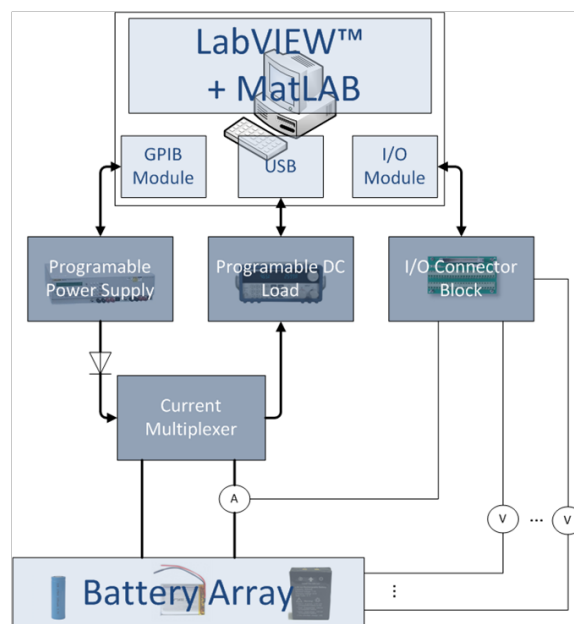 LabVIEW™
+ MatLAB
GPIB
Module
USB
I/O
Module
Programable
Power Supply
Programable DC
Load
I/O Connector
Block
Current
Multiplexer
A
V
...
V
Battery Array